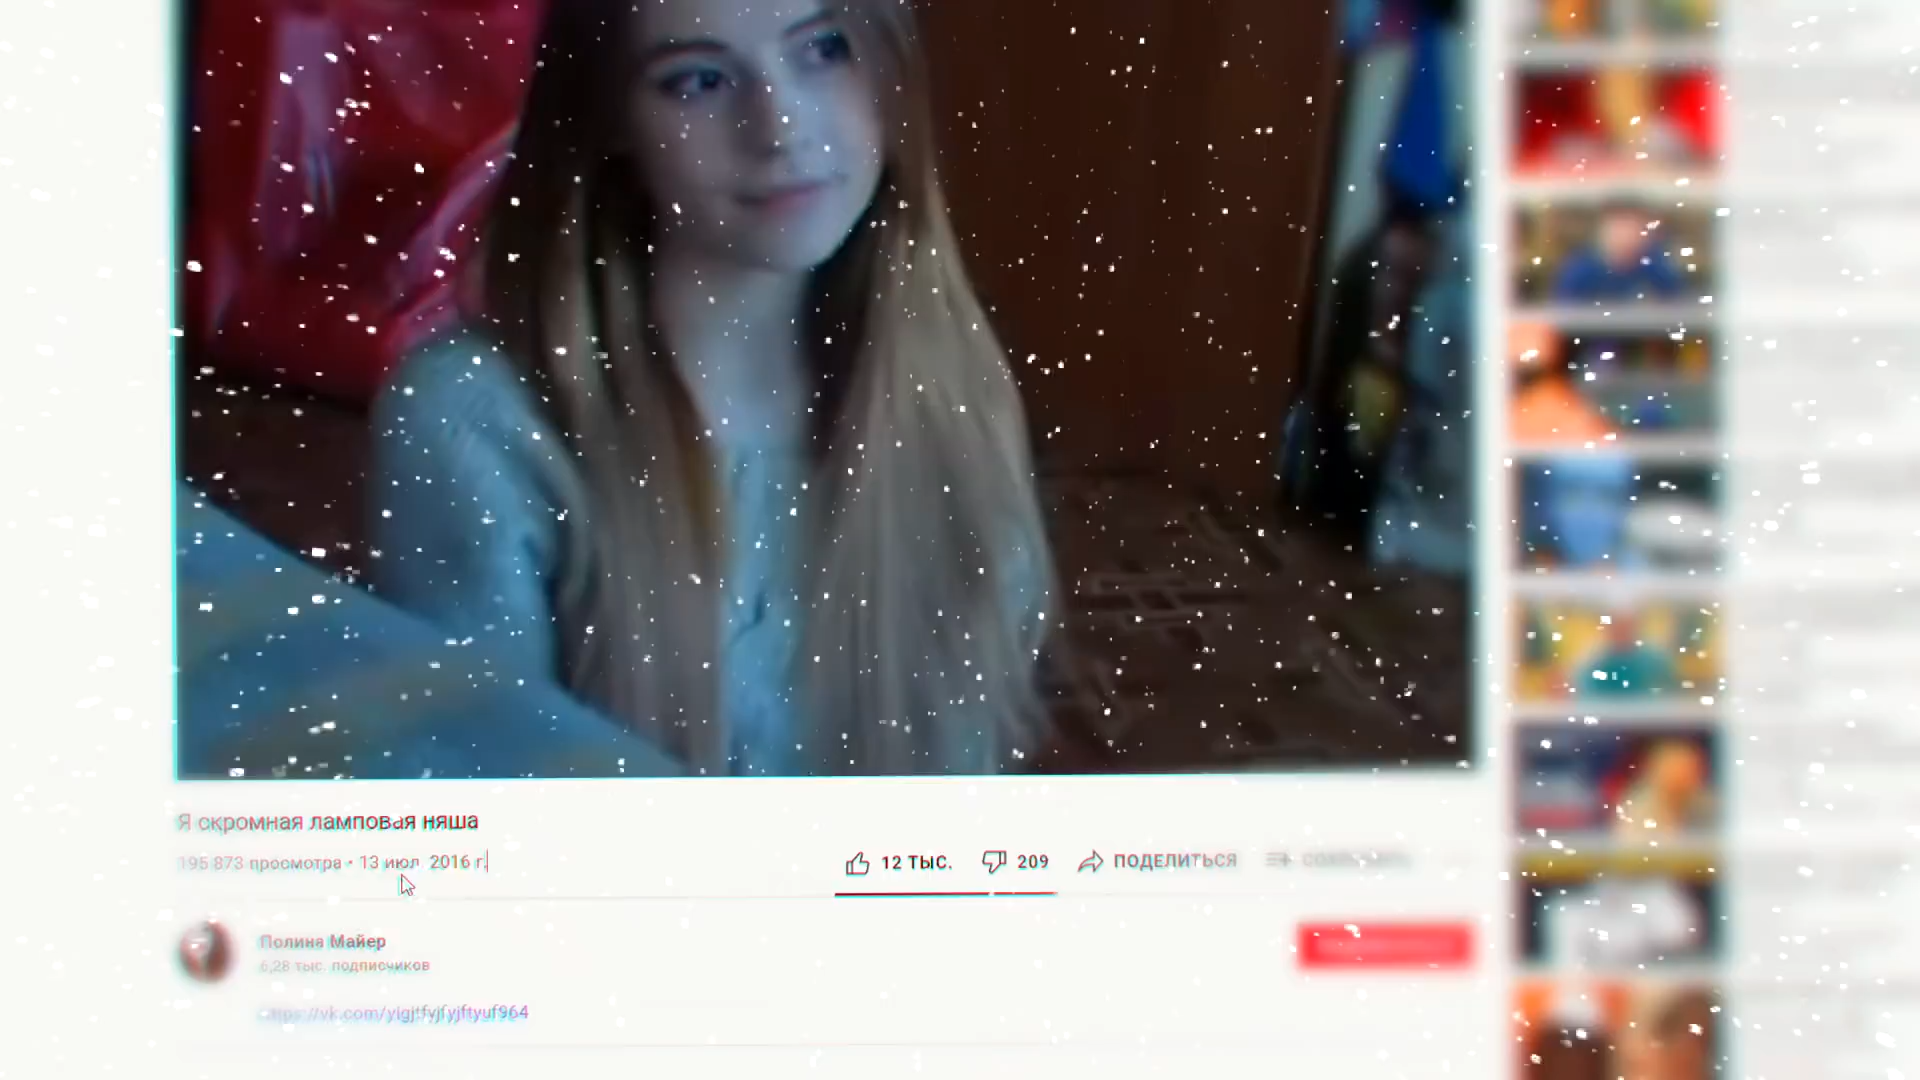 Я скромная ламповая няша
195 873 просмотра • 13 июл. 2016 г.
12 ТЫС. 209 ПОДЕЛИТЬСЯ
Полина Майер
6,28 тыс. подписчиков
https://vk.com/yigjtfyjfyjftyuf964